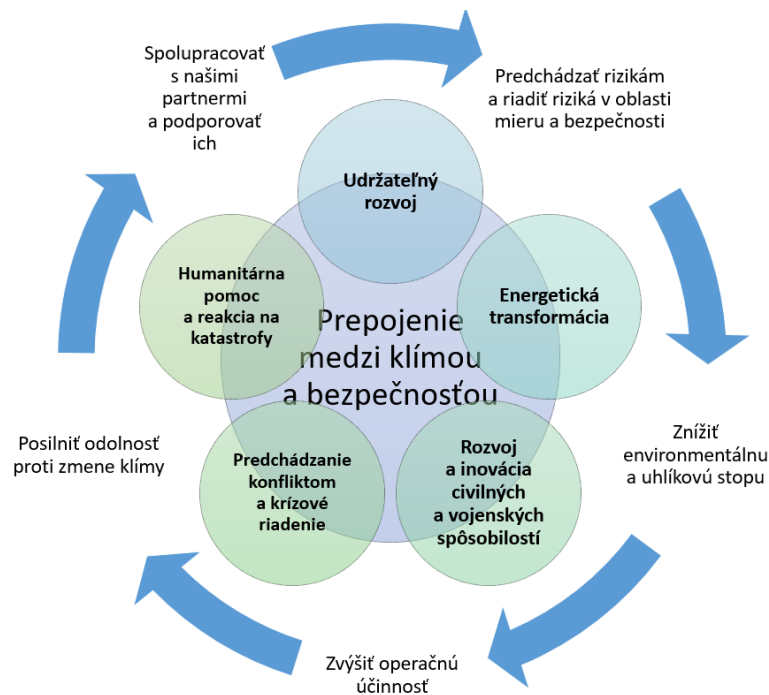 Spolupracovať
s našimi
partnermi
a podporovať
ich
Predchádzať rizikám
a riadiť riziká v oblasti
mieru a bezpečnosti
Udržateľný
rozvoj
Humanitárna
pomoc
a reakcia na
katastrofy
Energetická
transformácia
Prepojenie
medzi klímou
a bezpečnosťou
Posilniť odolnosť
proti zmene klímy
Znížiť
environmentálnu
a uhlíkovú stopu
Predchádzanie
konfliktom
a krízové
riadenie
Rozvoj
a inovácia
civilných
a vojenských
spôsobilostí
Zvýšiť operačnú
účinnosť